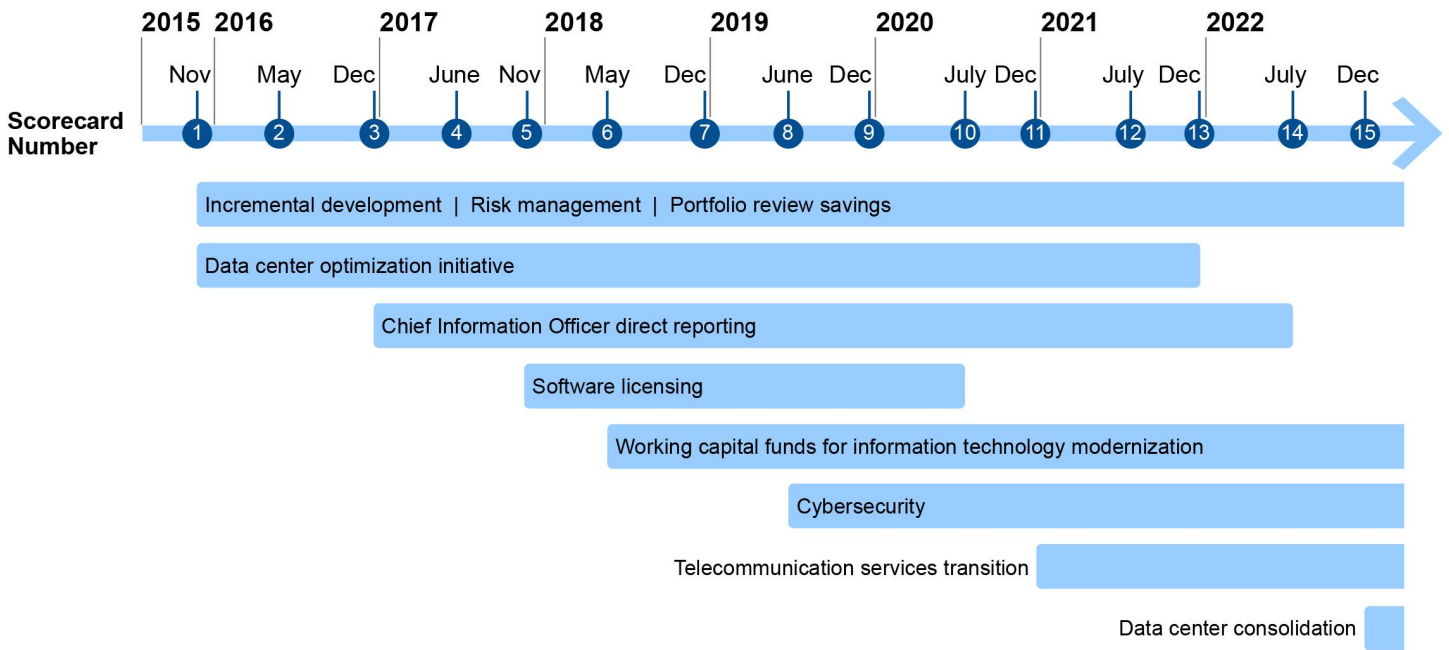 2015 2016 2017 2018 2019 2020 2021 2022
Nov May Dec June Nov May Dec June Dec July Dec July Dec July Dec
Scorecard
Number
1 2 3 4 5 6 7 8 9 10 11 12 13 14 15
Incremental development | Risk management | Portfolio review savings
Data center optimization initiative
Chief Information Officer direct reporting
Software licensing
Working capital funds for information technology modernization
Cybersecurity
Telecommunication services transition
Data center consolidation